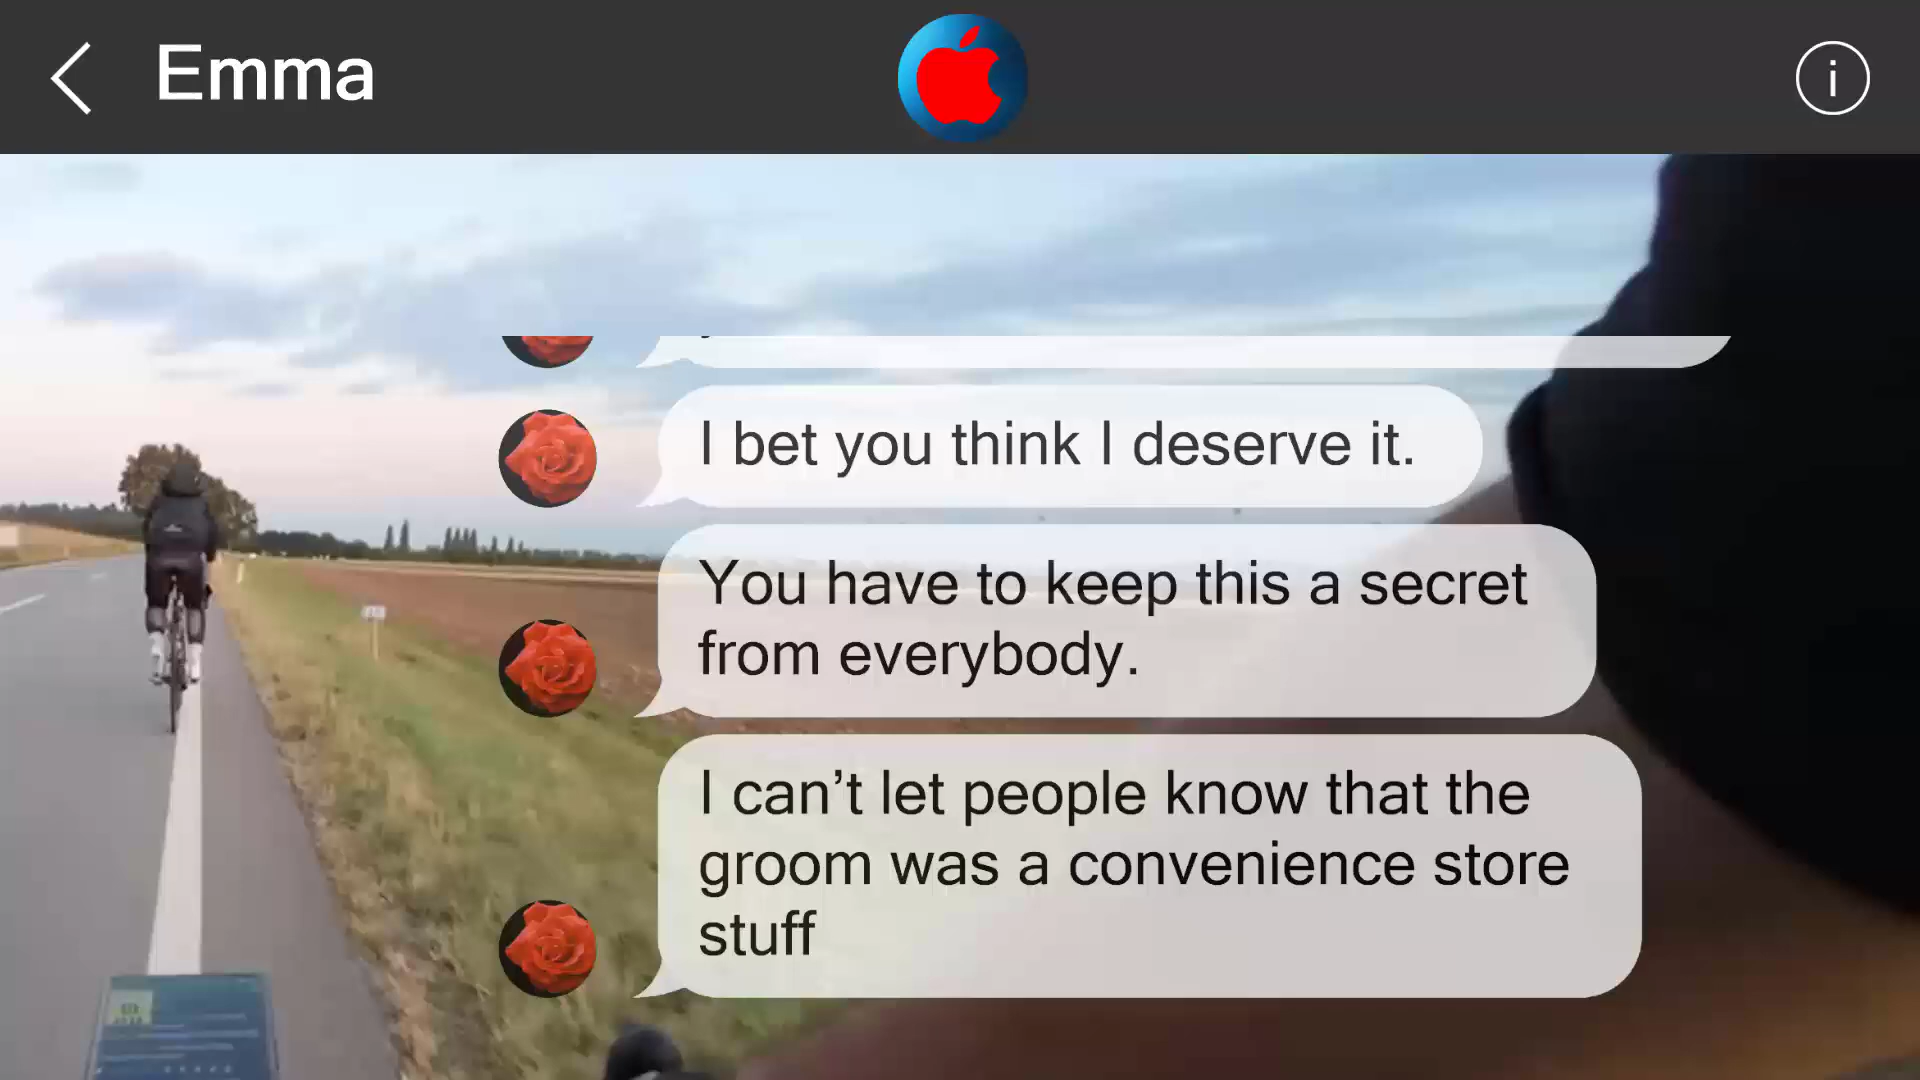 Emma
i
I bet you think I deserve it.
You have to keep this a secret
from everybody.
I can’t let people know that the
groom was a convenience store
stuff